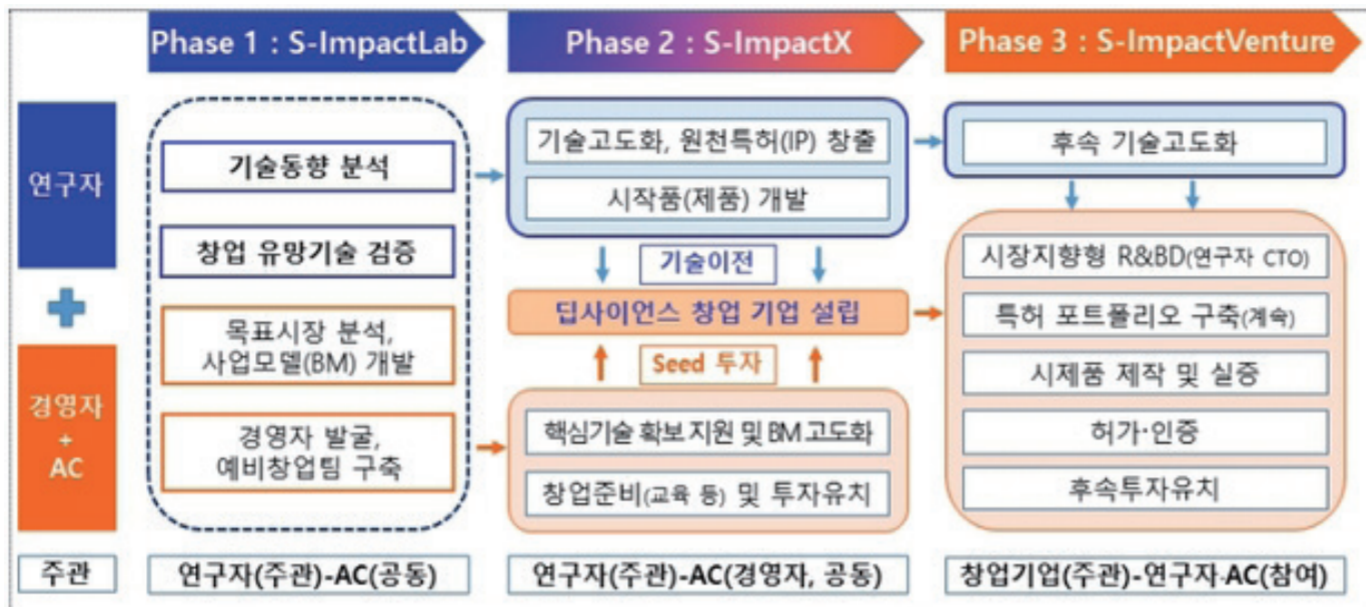 Phase 1 : S-ImpactLab
Phase 2 : S-ImpactX
Phase 3 : S-ImpactVenture
연구자
경영자
+
AC
주관
기술동향 분석
창업 유망기술 검증
목표시장 분석,
사업모델(BM) 개발
경영자 발굴,
예비창업팀 구축
연구자(주관)-AC(공동)
기술고도화, 원천특허(IP) 창출
시작품(제품) 개발
기술이전
딥사이언스 창업 기업 설립
Seed 투자
핵심기술 확보 지원 및 BM 고도화
창업준비(교육 등) 및 투자유치
연구자(주관)-AC(경영자, 공동)
후속 기술고도화
시장지향형 R&BD(연구자 CTO)
특허 포트폴리오 구축(계속)
시제품 제작 및 실증
허가·인증
후속투자유치
창업기업(주관)-연구자·AC(참여)